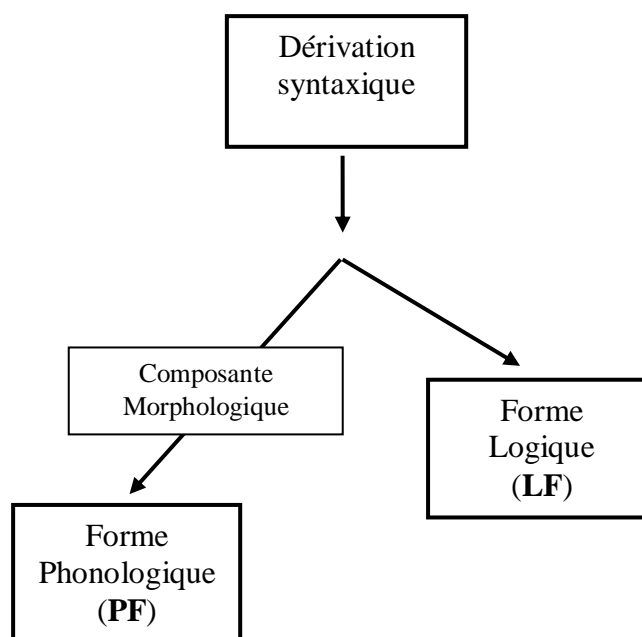 Dérivation
syntaxique
Composante
Morphologique
Forme
Logique
(LF)
Forme
Phonologique
(PF)